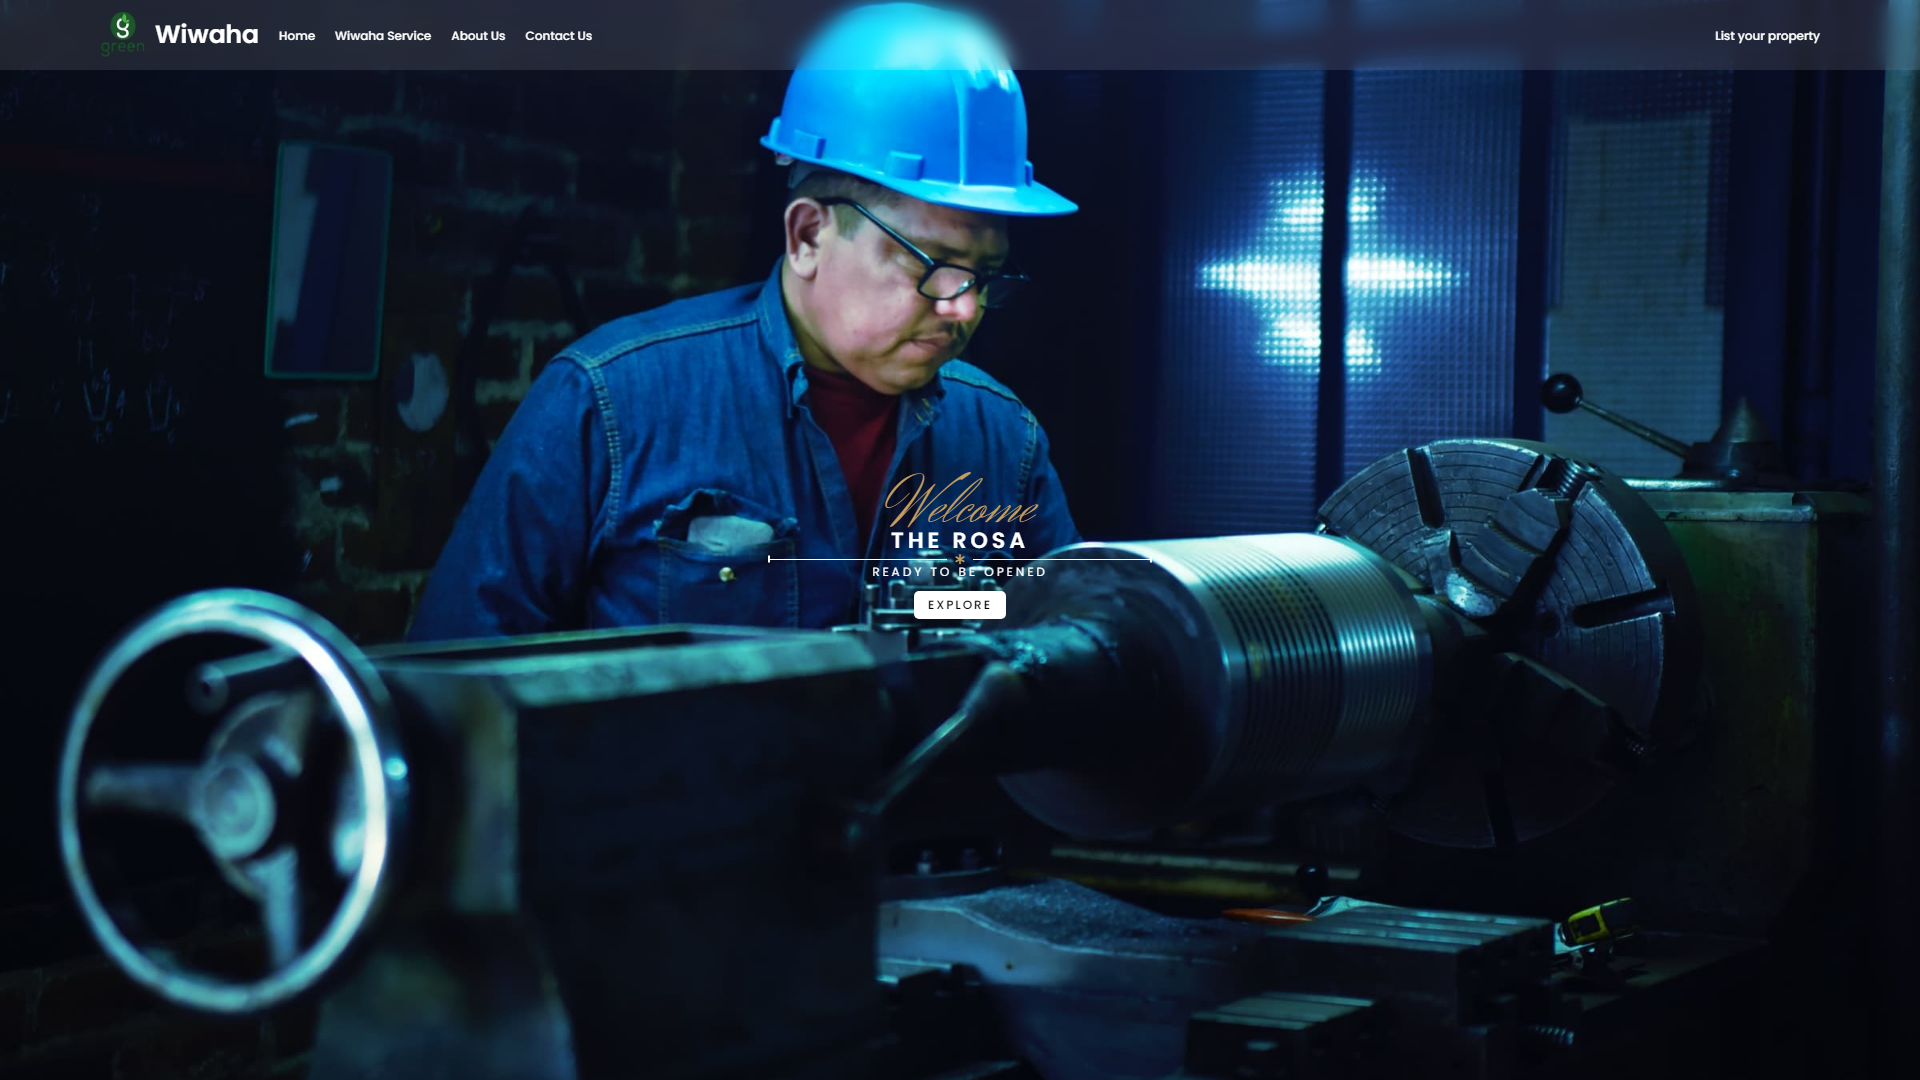 green
Wiwaha
Home
Wiwaha Service
About Us
Contact Us
List your property
Welcome
THE ROSA
READY TO BE OPENED
EXPLORE